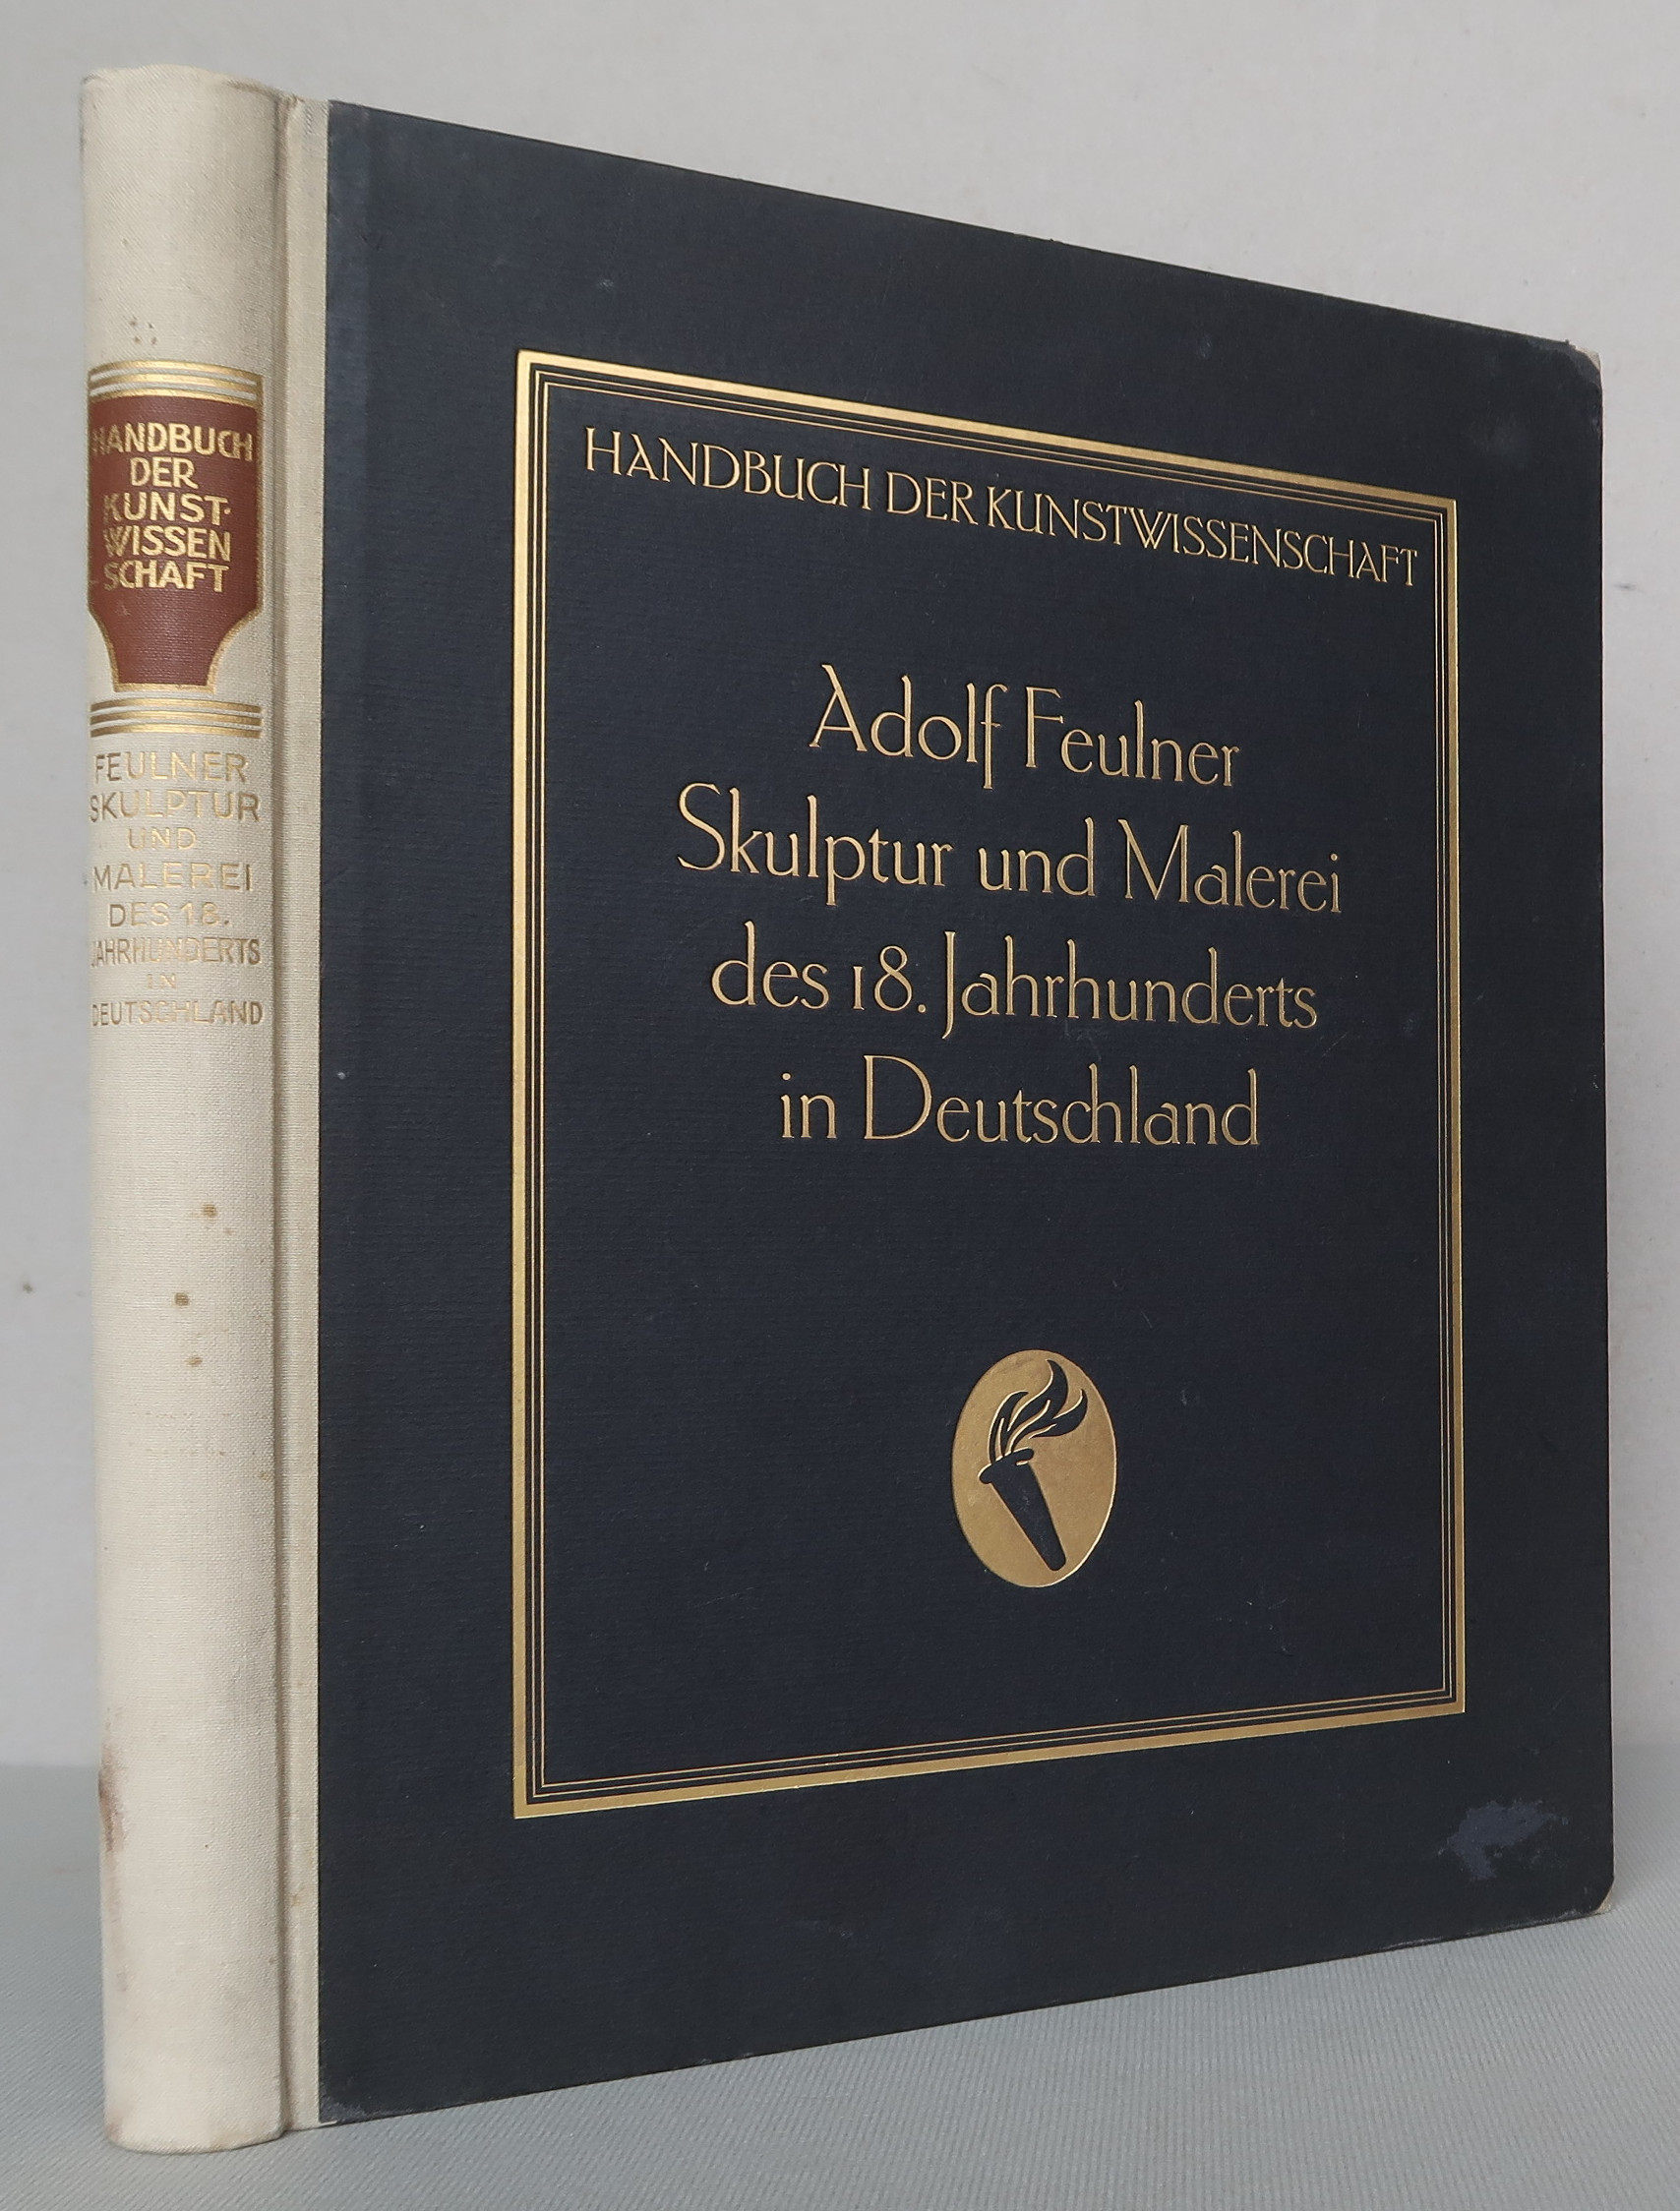 HANDBUCH
DER
KUNST-
WISSEN
SCHAFT
FEULNER
SKULPTUR
UND
MALEREI
DES 18.
JAHRHUNDERTS
IN
DEUTSCHLAND
HANDBUCH DER KUNSTWISSENSCHAFT
Adolf Feulner
Skulptur und Malerei
des 18. Jahrhunderts
in Deutschland